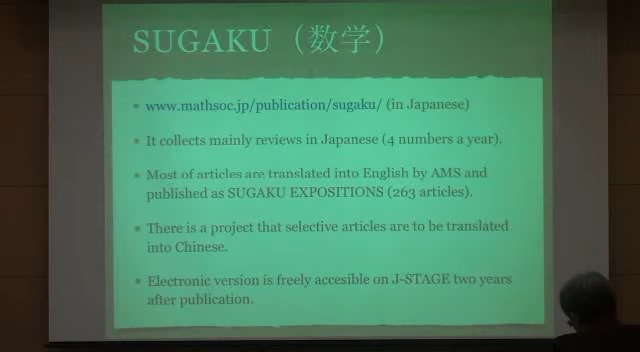 SUGAKU（数学）
www.mathsoc.jp/publication/sugaku/ (in Japanese)
It collects mainly reviews in Japanese (4 numbers a year).
Most of articles are translated into English by AMS and
published as SUGAKU EXPOSITIONS (263 articles).
There is a project that selective articles are to be translated
into Chinese.
Electronic version is freely accesible on J-STAGE two years
after publication.